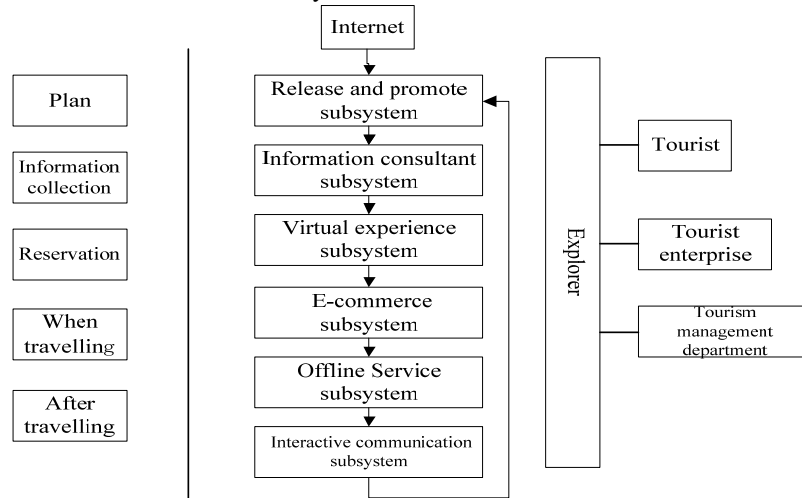 Internet
Plan
Information
collection
Reservation
When
travelling
After
travelling
Release and promote
subsystem
Information consultant
subsystem
Virtual experience
subsystem
E-commerce
subsystem
Offline Service
subsystem
Interactive communication
subsystem
Explorer
Tourist
Tourist
enterprise
Tourism
management
department